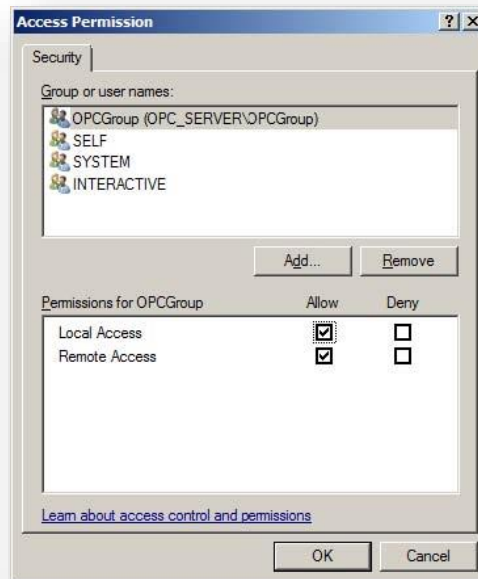 Access Permission
Security
Group or user names:
OPCGroup (OPC_SERVER\OPCGroup)
SELF
SYSTEM
INTERACTIVE
Add... Remove
Permissions for OPCGroup Allow Deny
Local Access
Remote Access
Learn about access control and permissions
OK Cancel